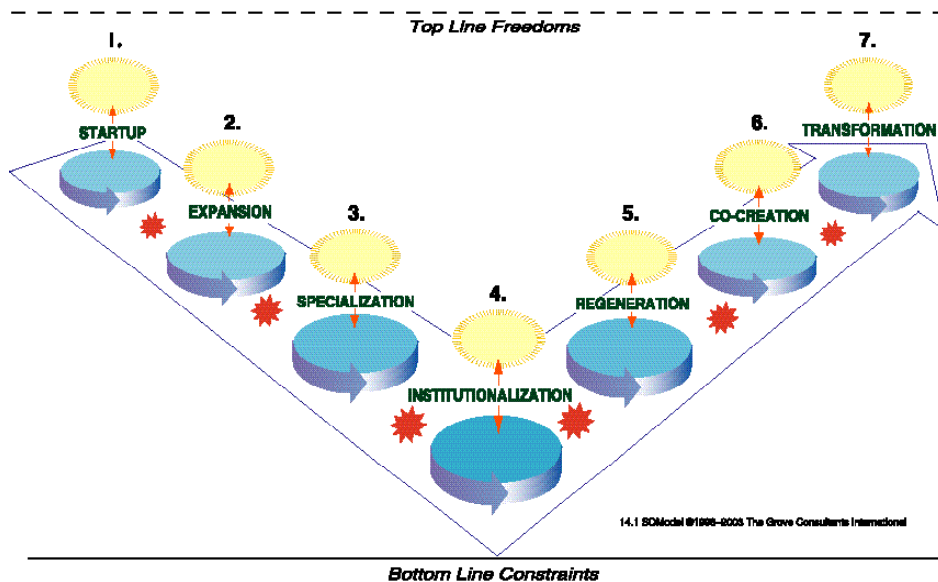 Top Line Freedoms
1.
STARTUP
2.
EXPANSION
3.
SPECIALIZATION
4.
INSTITUTIONALIZATION
5.
REGENERATION
6.
CO-CREATION
7.
TRANSFORMATION
14.1 SOModel ©1996–2003 The Grove Consultants International
Bottom Line Constraints